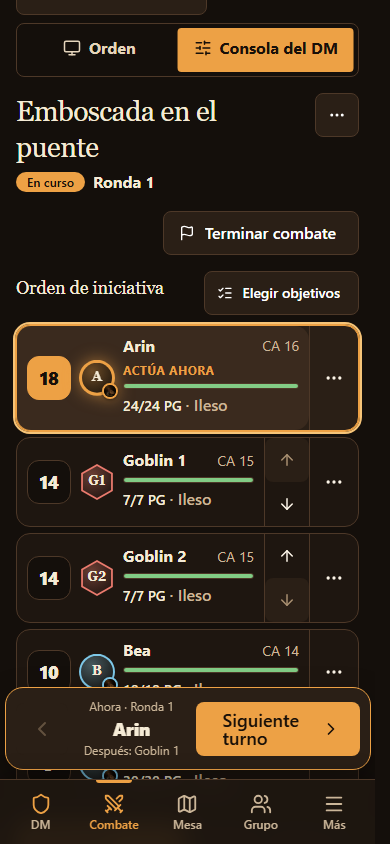 Orden
Consola del DM
Emboscada en el
puente
En curso
Ronda 1
Terminar combate
Orden de iniciativa
Elegir objetivos
18
A
Arin
CA 16
ACTÚA AHORA
24/24 PG · Ileso
14
G1
Goblin 1
CA 15
7/7 PG · Ileso
14
G2
Goblin 2
CA 15
7/7 PG · Ileso
10
B
Bea
CA 14
Ahora · Ronda 1
Arin
Después: Goblin 1
Siguiente
turno
DM
Combate
Mesa
Grupo
Más